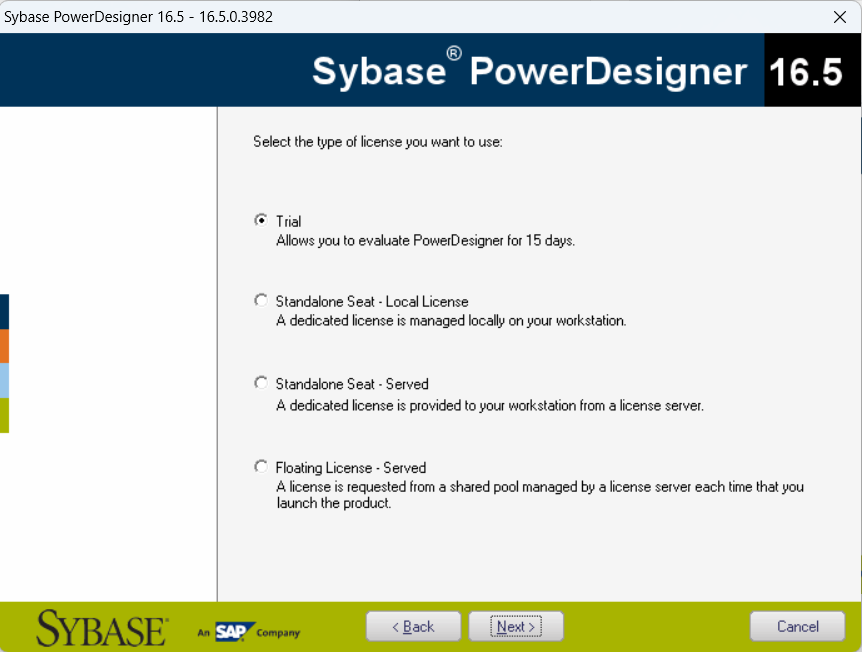 Sybase PowerDesigner 16.5 - 16.5.0.3982
Sybase® PowerDesigner 16.5
Select the type of license you want to use:
Trial
Allows you to evaluate PowerDesigner for 15 days.
Standalone Seat - Local License
A dedicated license is managed locally on your workstation.
Standalone Seat - Served
A dedicated license is provided to your workstation from a license server.
Floating License - Served
A license is requested from a shared pool managed by a license server each time that you
launch the product.
SYBASE An SAP Company
< Back
Next >
Cancel